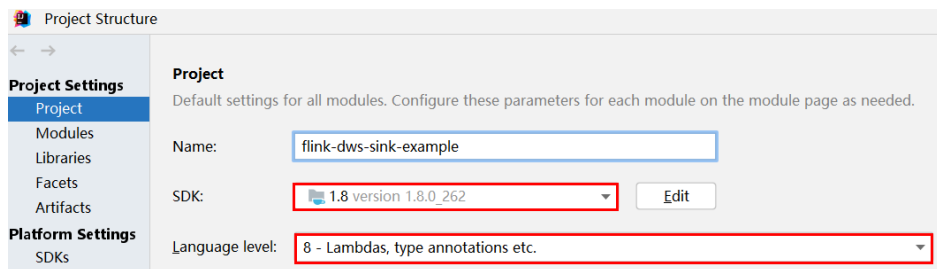 Project Structure
← →
Project Settings
Project
Modules
Libraries
Facets
Artifacts
Platform Settings
SDKs
Project
Default settings for all modules. Configure these parameters for each module on the module page as needed.
Name: flink-dws-sink-example
SDK: 1.8 version 1.8.0_262 Edit
Language level: 8 - Lambdas, type annotations etc.